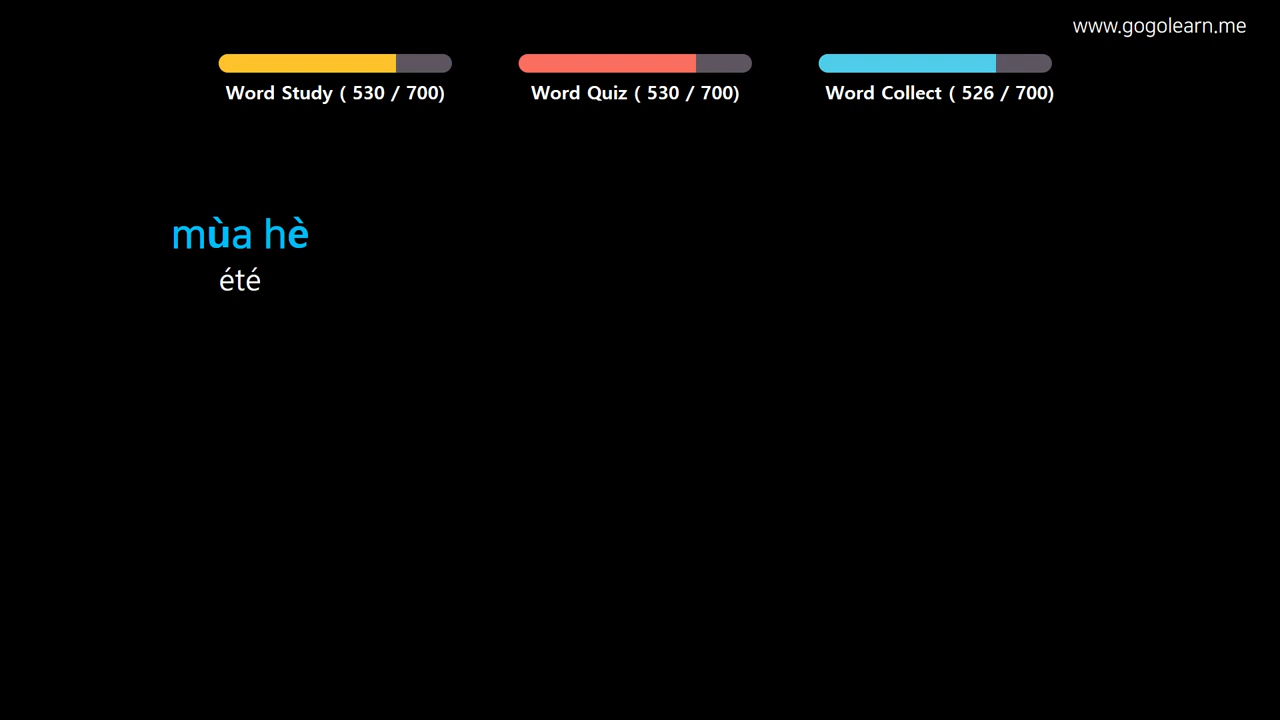 www.gogolearn.me
Word Study ( 530 / 700)
Word Quiz ( 530 / 700)
Word Collect ( 526 / 700)
mùa hè
été